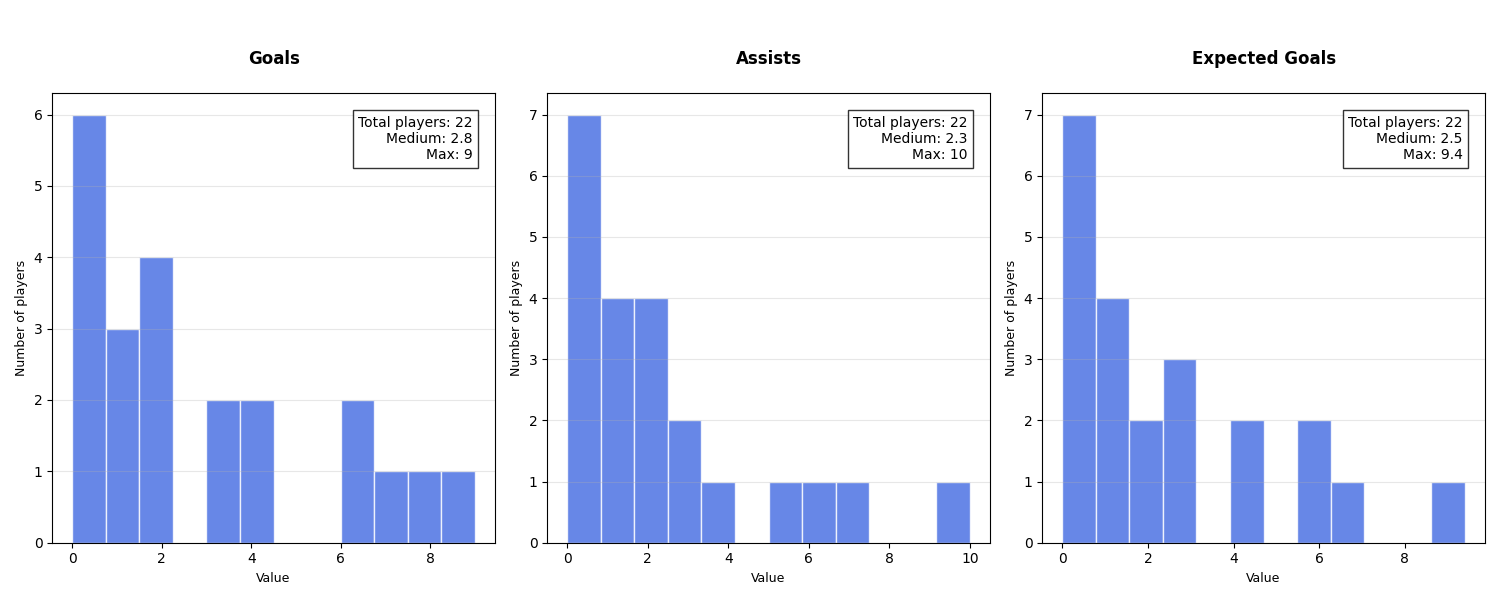 Goals
Total players: 22
Medium: 2.8
Max: 9
6
5
4
3
2
1
0
Number of players
0 2 4 6 8
Value
Assists
Total players: 22
Medium: 2.3
Max: 10
7
6
5
4
3
2
1
0
Number of players
0 2 4 6 8 10
Value
Expected Goals
Total players: 22
Medium: 2.5
Max: 9.4
7
6
5
4
3
2
1
0
Number of players
0 2 4 6 8
Value